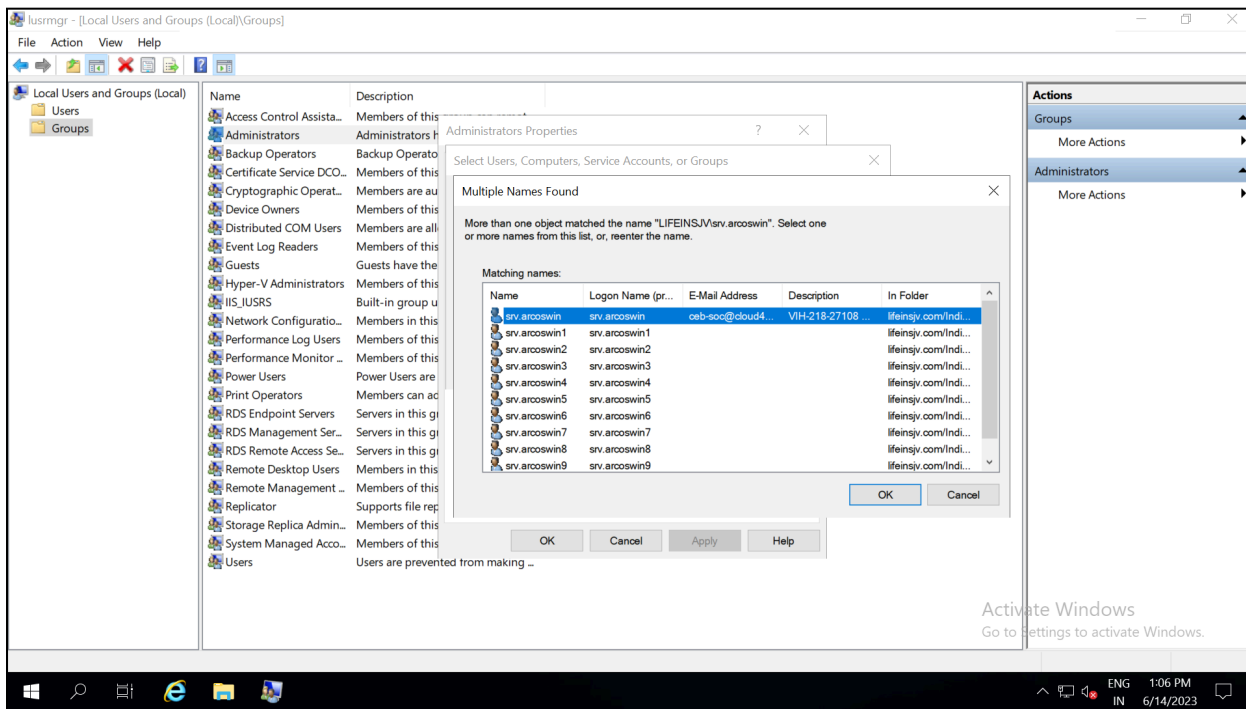 lusrmgr - [Local Users and Groups (Local)\Groups]
File Action View Help
Local Users and Groups (Local)
Users
Groups
Name Description
Access Control Assista... Members of this
Administrators Administrators H
Backup Operators Backup Operato
Certificate Service DCO... Members of this
Cryptographic Operat... Members are au
Device Owners Members of this
Distributed COM Users Members are all
Event Log Readers Members of this
Guests Guests have the
Hyper-V Administrators Members of this
IIS_IUSRS Built-in group u
Network Configuratio... Members in this
Performance Log Users Members of this
Performance Monitor ... Members of this
Power Users Power Users are
Print Operators Members can ad
RDS Endpoint Servers Servers in this gr
RDS Management Ser... Servers in this gr
RDS Remote Access Se... Servers in this gr
Remote Desktop Users Members in this
Remote Management ... Members of this
Replicator Supports file rep
Storage Replica Admin... Members of this
System Managed Acco... Members of this
Users Users are prevented from making ...
Administrators Properties ?
Select Users, Computers, Service Accounts, or Groups
Multiple Names Found
More than one object matched the name "LIFEINSJV\srv.arcoswin". Select one
or more names from this list, or, reenter the name.
Matching names:
Name Logon Name (pr... E-Mail Address Description In Folder
srv.arcoswin srv.arcoswin ceb-soc@cloud4... VIH-218-27108 ... lifeinsjv.com/Indi...
srv.arcoswin1 srv.arcoswin1 lifeinsjv.com/Indi...
srv.arcoswin2 srv.arcoswin2 lifeinsjv.com/Indi...
srv.arcoswin3 srv.arcoswin3 lifeinsjv.com/Indi...
srv.arcoswin4 srv.arcoswin4 lifeinsjv.com/Indi...
srv.arcoswin5 srv.arcoswin5 lifeinsjv.com/Indi...
srv.arcoswin6 srv.arcoswin6 lifeinsjv.com/Indi...
srv.arcoswin7 srv.arcoswin7 lifeinsjv.com/Indi...
srv.arcoswin8 srv.arcoswin8 lifeinsjv.com/Indi...
srv.arcoswin9 srv.arcoswin9 lifeinsjv.com/Indi...
OK Cancel
OK Cancel Apply Help
Actions
Groups
More Actions
Administrators
More Actions
Activate Windows
Go to Settings to activate Windows.
ENG 1:06 PM
IN 6/14/2023